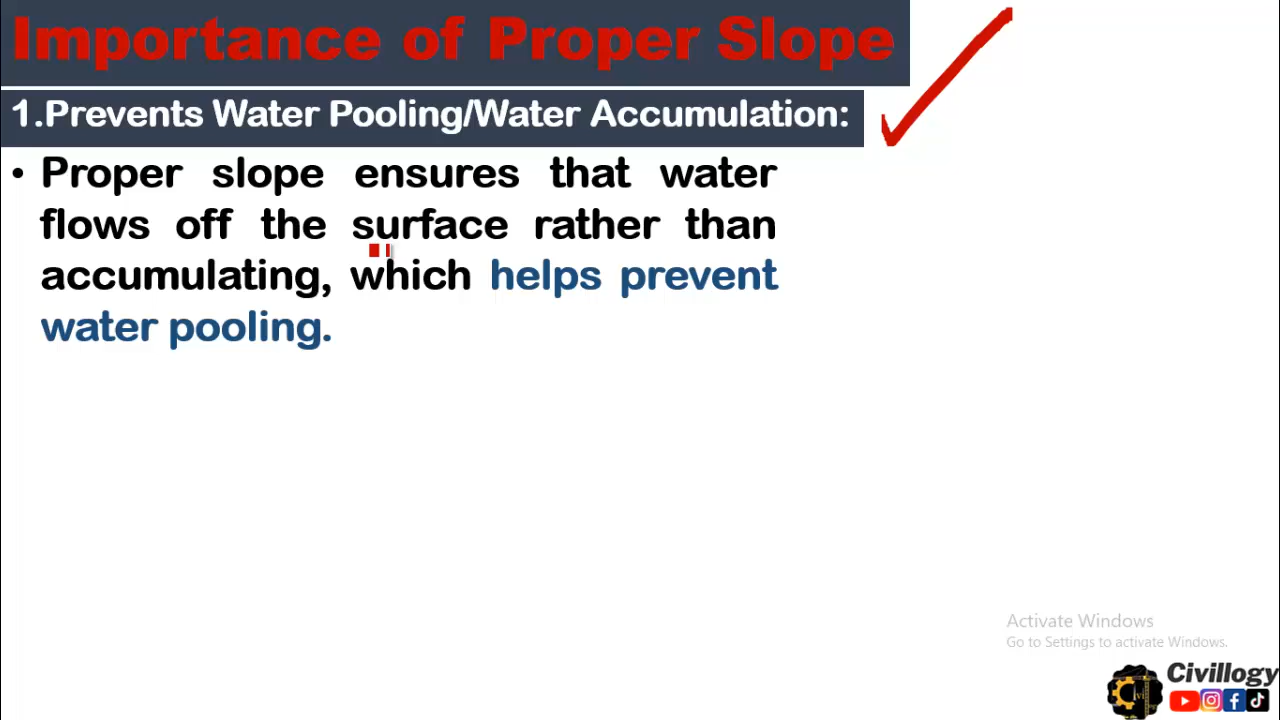 Importance of Proper Slope
1.Prevents Water Pooling/Water Accumulation:
• Proper slope ensures that water
flows off the surface rather than
accumulating, which helps prevent
water pooling.
Activate Windows
Go to Settings to activate Windows.
Civillogy